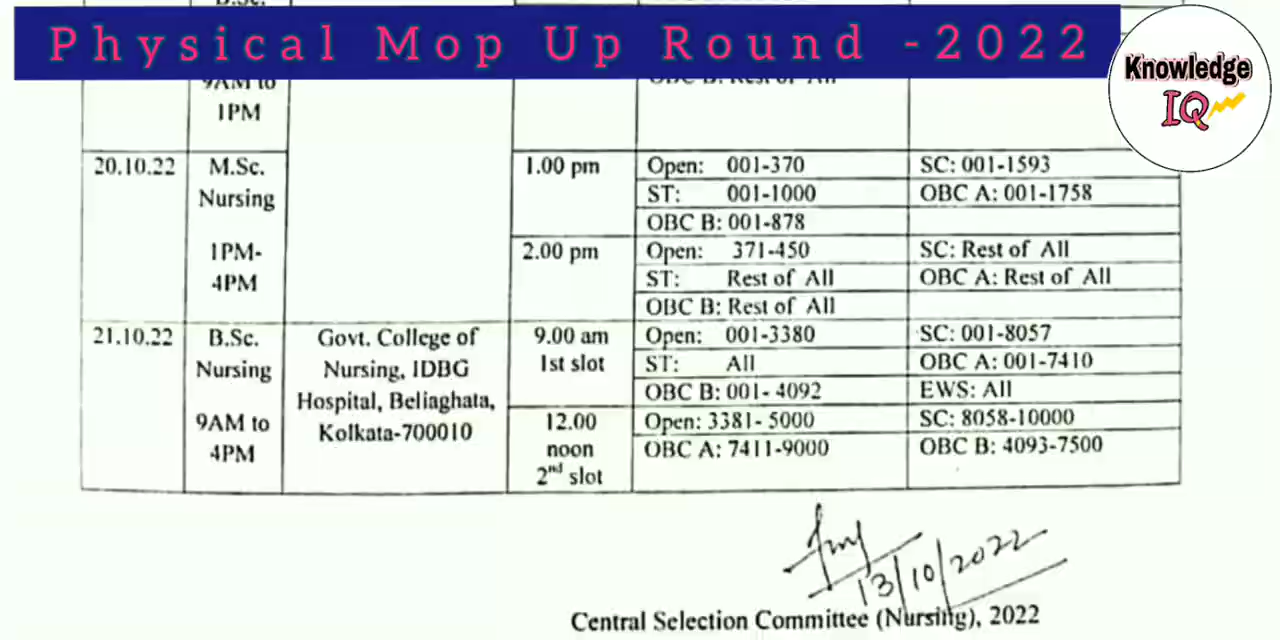 Physical Mop Up Round -2022
Knowledge
IQ
9AM to
1PM
OBC B: Rest of All
20.10.22 M.Sc. 1.00 pm Open: 001-370 SC: 001-1593
Nursing ST: 001-1000 OBC A: 001-1758
OBC B: 001-878
1PM- 2.00 pm Open: 371-450 SC: Rest of All
4PM ST: Rest of All OBC A: Rest of All
OBC B: Rest of All
21.10.22 B.Sc. Govt. College of 9.00 am Open: 001-3380 SC: 001-8057
Nursing Nursing, IDBG 1st slot ST: All OBC A: 001-7410
Hospital, Beliaghata, OBC B: 001- 4092 EWS: All
9AM to Kolkata-700010 12.00 Open: 3381- 5000 SC: 8058-10000
4PM noon OBC A: 7411-9000 OBC B: 4093-7500
2nd slot
13/10/2022
Central Selection Committee (Nursing), 2022